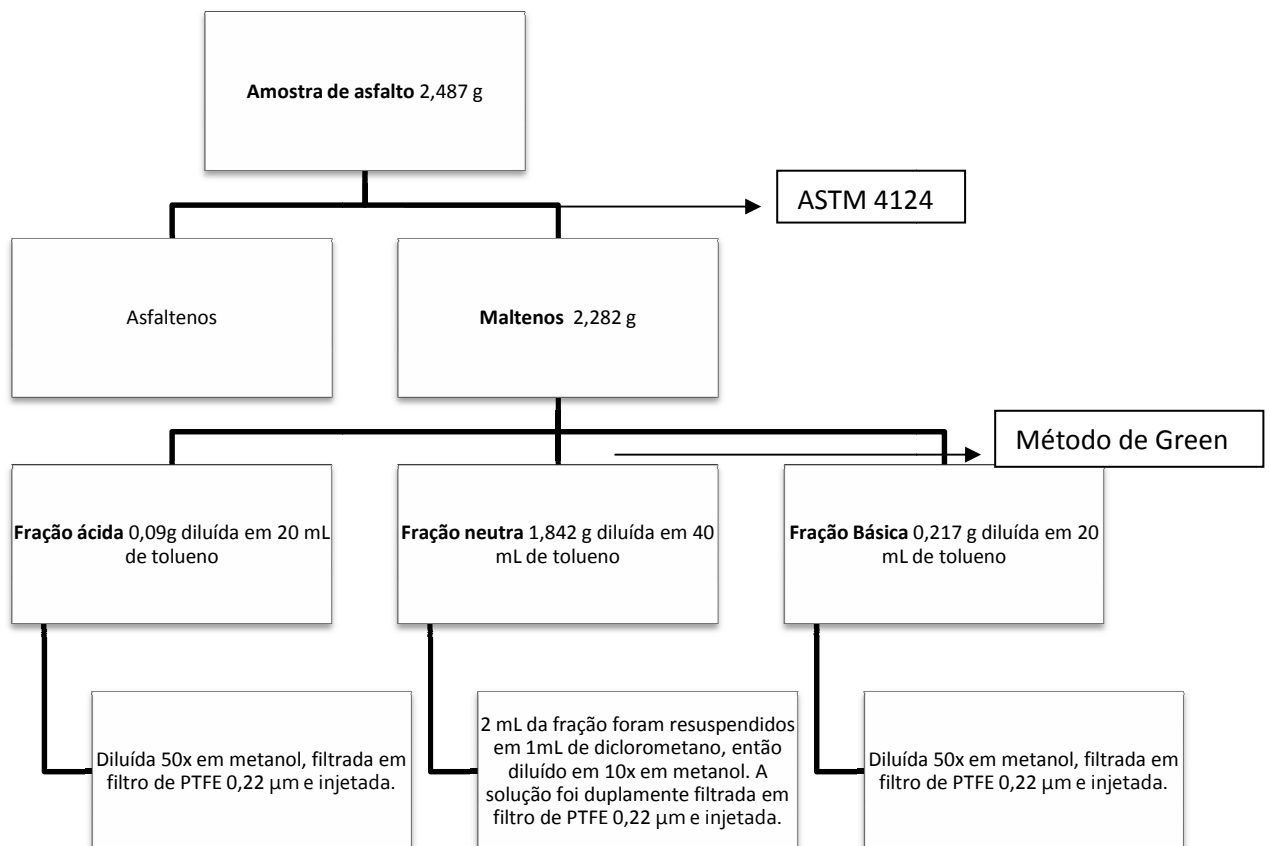 Amostra de asfalto 2,487 g
ASTM 4124
Asfaltenos
Maltenos 2,282 g
Método de Green
Fração ácida 0,09g diluída em 20 mL
de tolueno
Fração neutra 1,842 g diluída em 40
mL de tolueno
Fração Básica 0,217 g diluída em 20
mL de tolueno
Diluída 50x em metanol, filtrada em
filtro de PTFE 0,22 µm e injetada.
2 mL da fração foram resuspendidos
em 1mL de diclorometano, então
diluído em 10x em metanol. A
solução foi duplamente filtrada em
filtro de PTFE 0,22 µm e injetada.
Diluída 50x em metanol, filtrada em
filtro de PTFE 0,22 µm e injetada.